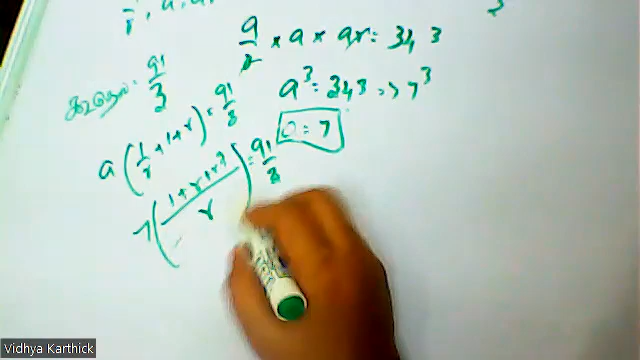 r, a, ar
a/r × a × ar = 343
கூடுதல் = 91/3
a³ = 343 => 7³
a (1/r + 1 + r) = 91/3
a = 7
7 (1 + r + r² / r) = 91/3
Vidhya Karthick